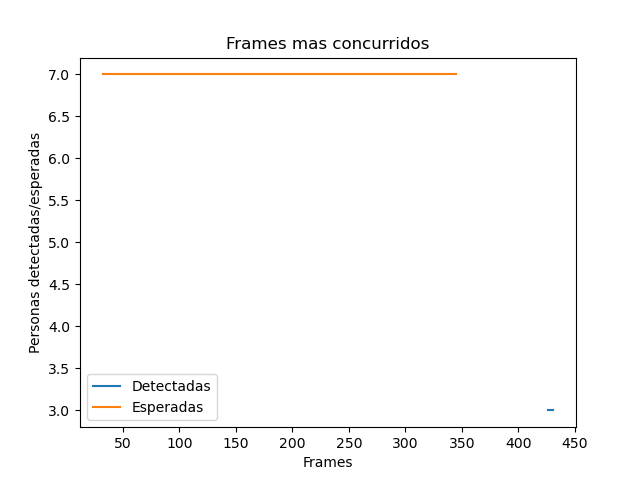 Frames mas concurridos
Personas detectadas/esperadas
7.0
6.5
6.0
5.5
5.0
4.5
4.0
3.5
3.0
Detectadas
Esperadas
50 100 150 200 250 300 350 400 450
Frames